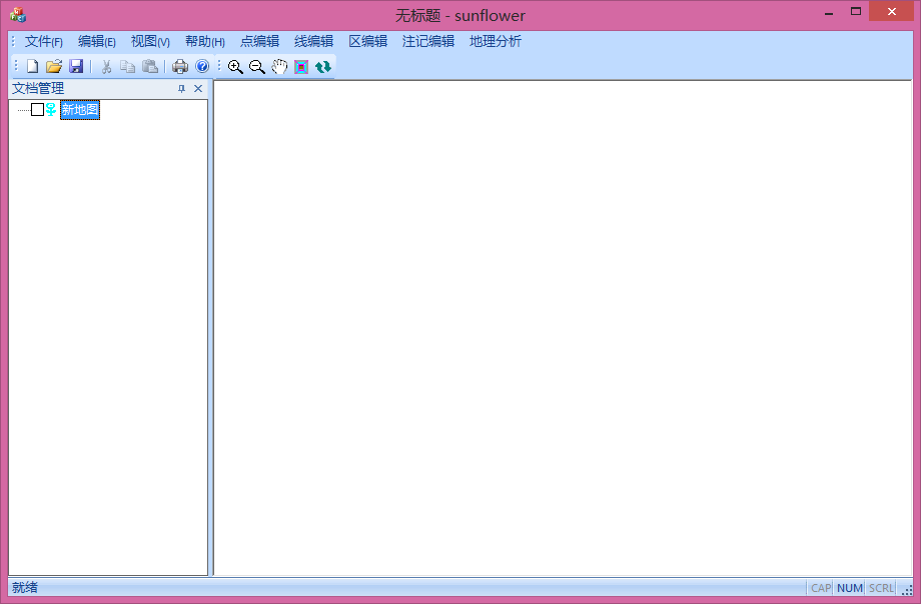 无标题 - sunflower
文件(F) 编辑(E) 视图(V) 帮助(H) 点编辑 线编辑 区编辑 注记编辑 地理分析
文档管理
新地图
就绪 CAP NUM SCRL